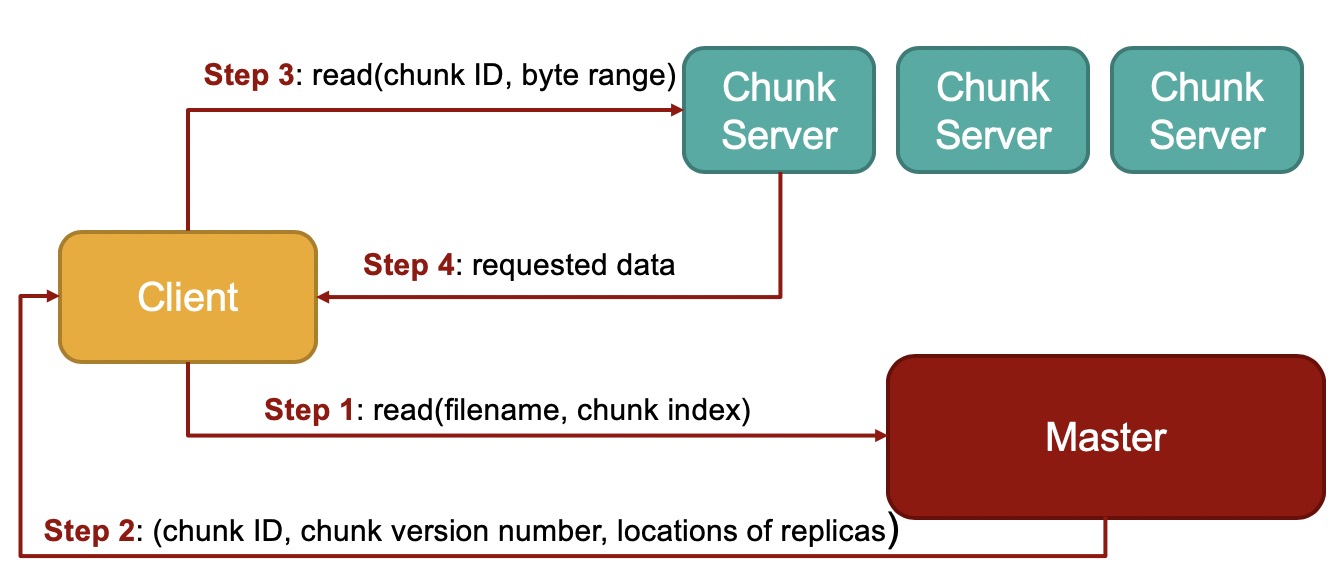 Step 3: read(chunk ID, byte range)
Chunk
Server
Chunk
Server
Chunk
Server
Step 4: requested data
Client
Step 1: read(filename, chunk index)
Master
Step 2: (chunk ID, chunk version number, locations of replicas)